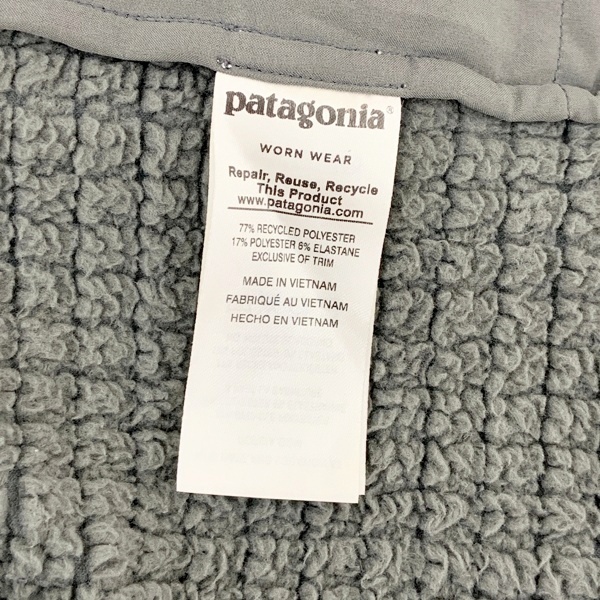 patagonia®
WORN WEAR
Repair, Reuse, Recycle
This Product
www.patagonia.com
77% RECYCLED POLYESTER
17% POLYESTER 6% ELASTANE
EXCLUSIVE OF TRIM
MADE IN VIETNAM
FABRIQUÉ AU VIETNAM
HECHO EN VIETNAM